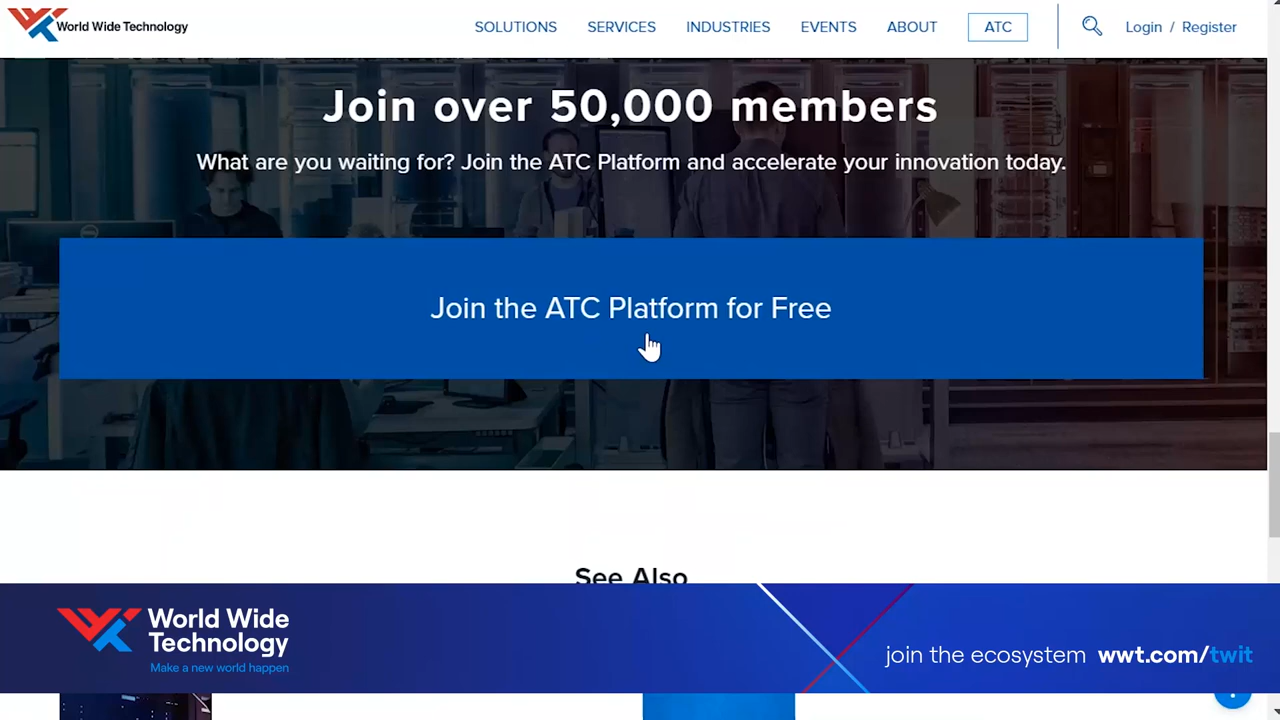 World Wide Technology
SOLUTIONS SERVICES INDUSTRIES EVENTS ABOUT ATC Login / Register
Join over 50,000 members
What are you waiting for? Join the ATC Platform and accelerate your innovation today.
Join the ATC Platform for Free
See Also
World Wide
Technology
Make a new world happen
join the ecosystem wwt.com/twit